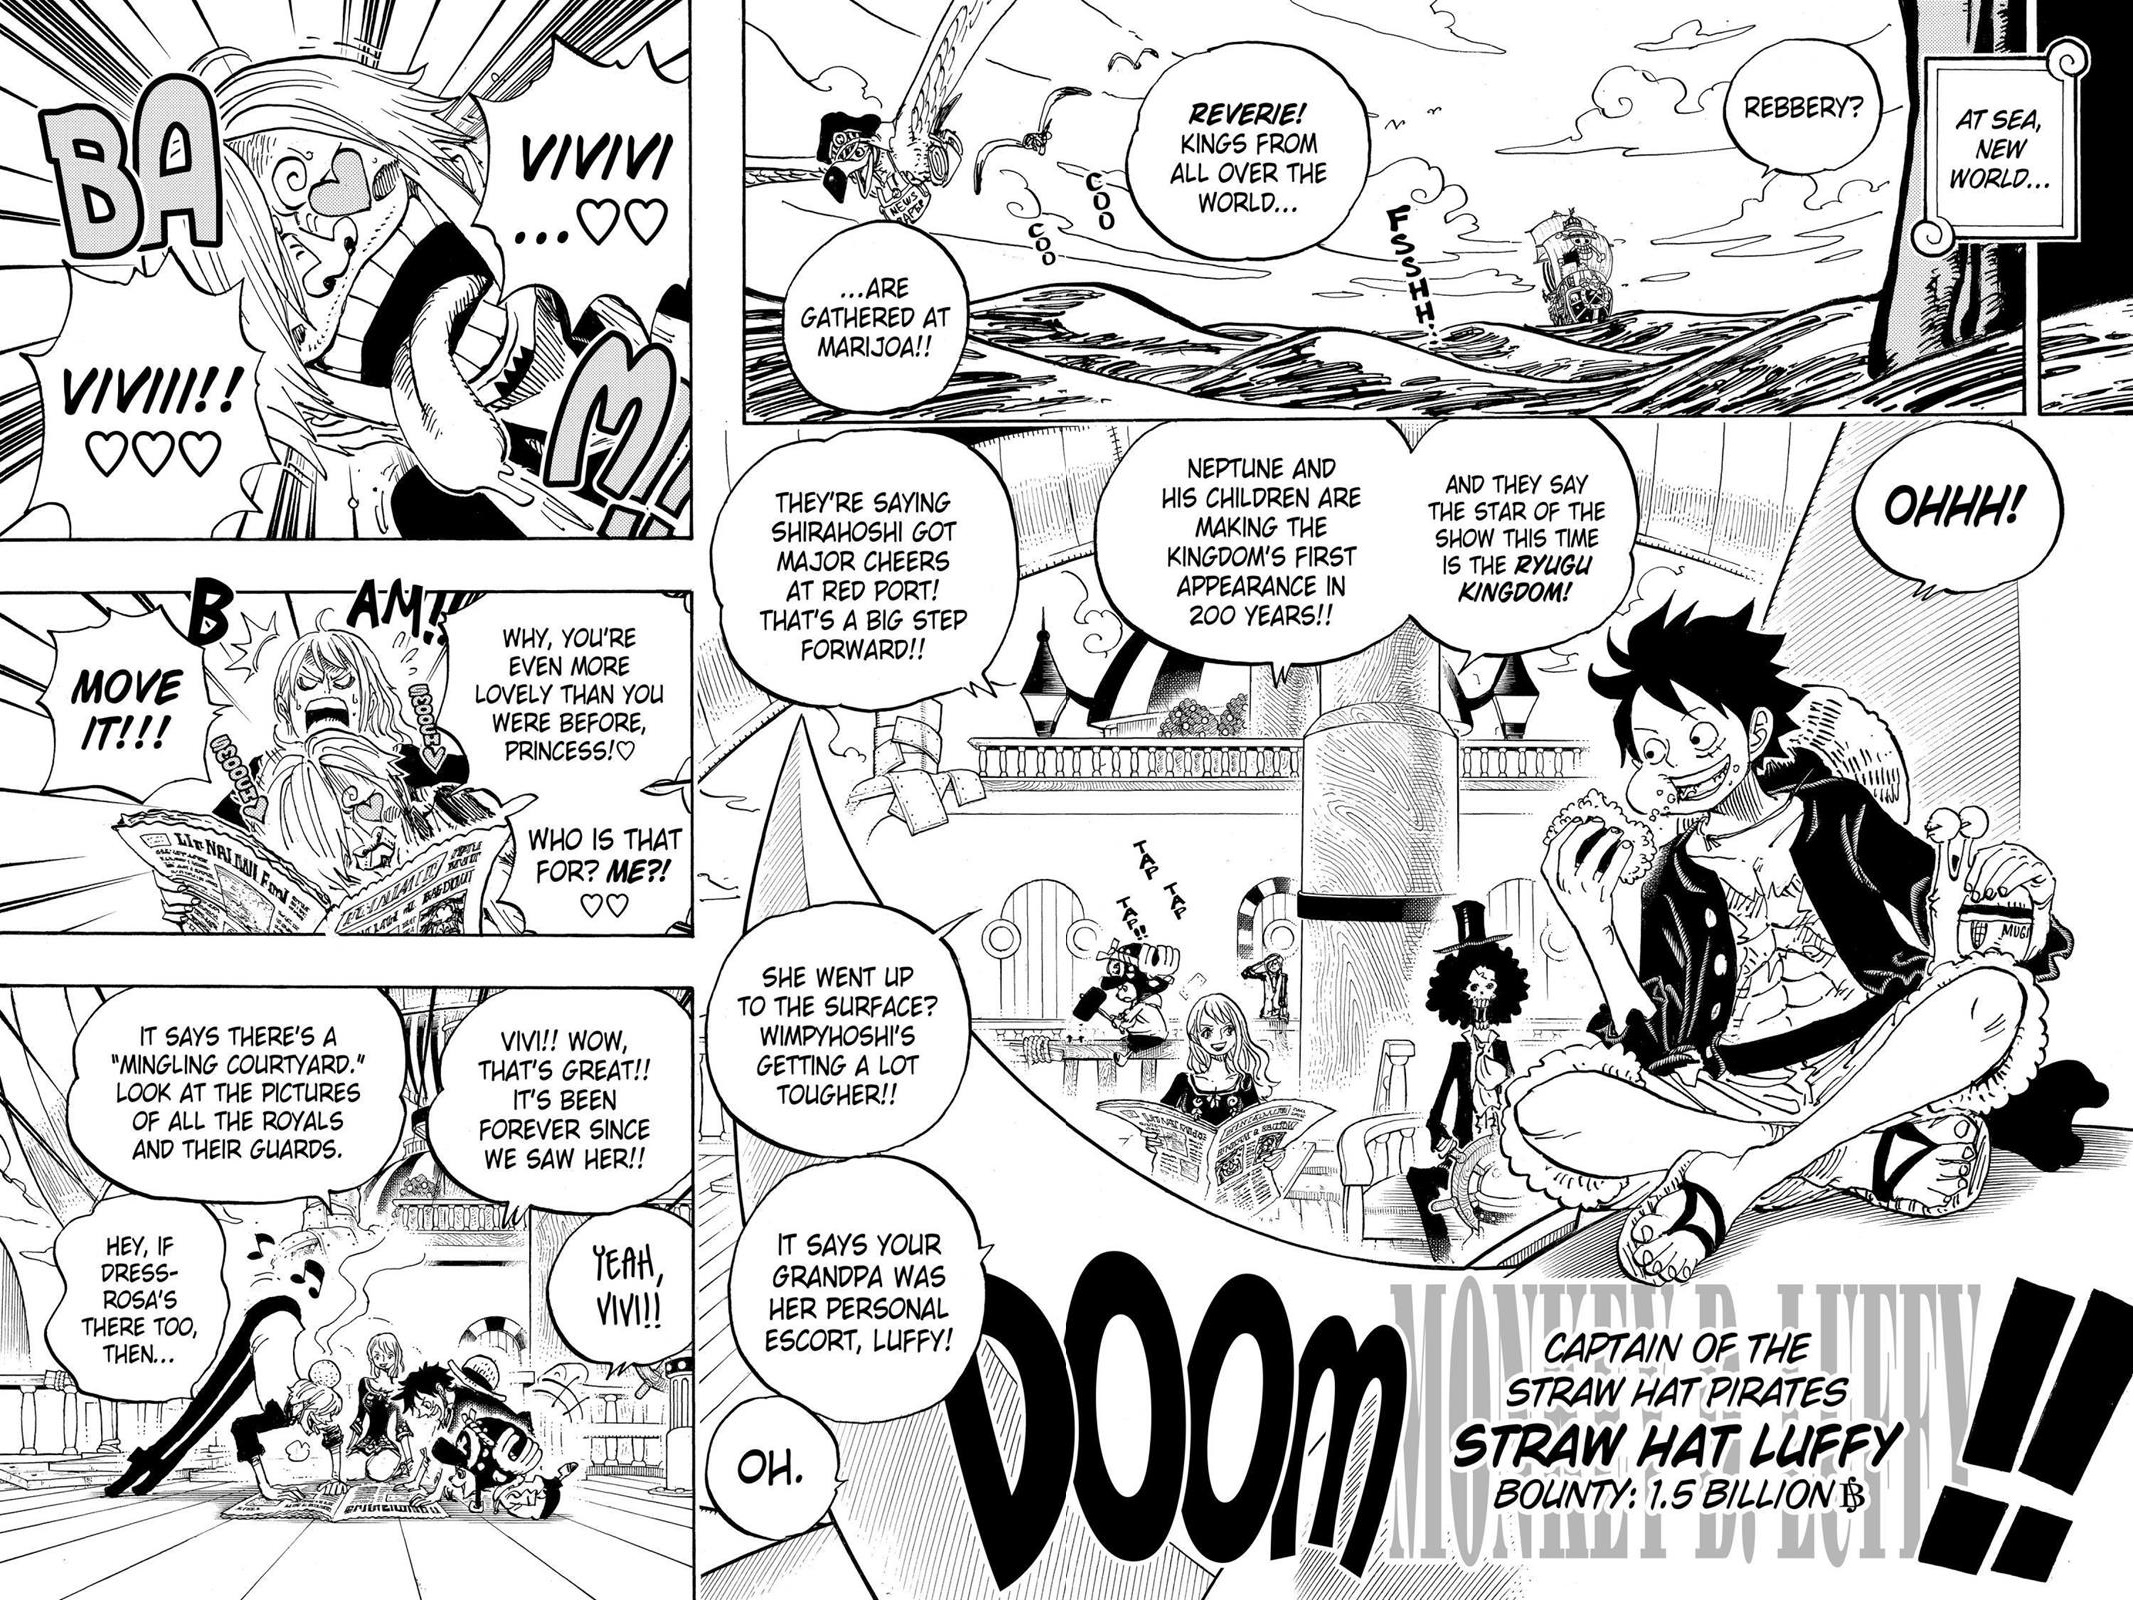 AT SEA,
NEW
WORLD...
REBBERY?
REVERIE!
KINGS FROM
ALL OVER THE
WORLD...
...ARE
GATHERED AT
MARIJOA!!
NEWS
PAPER
COO
COO
FSSHH!
OHHH!
AND THEY SAY
THE STAR OF THE
SHOW THIS TIME
IS THE RYUGU
KINGDOM!
NEPTUNE AND
HIS CHILDREN ARE
MAKING THE
KINGDOM'S FIRST
APPEARANCE IN
200 YEARS!!
THEY'RE SAYING
SHIRAHOSHI GOT
MAJOR CHEERS
AT RED PORT!
THAT'S A BIG STEP
FORWARD!!
TAP
TAP
TAP
TAP!!
MUGI
SHE WENT UP
TO THE SURFACE?
WIMPYHOSHI'S
GETTING A LOT
TOUGHER!!
IT SAYS YOUR
GRANDPA WAS
HER PERSONAL
ESCORT, LUFFY!
OH.
DOOM!!
MONKEY D. LUFFY
CAPTAIN OF THE
STRAW HAT PIRATES
STRAW HAT LUFFY
BOUNTY: 1.5 BILLION
VIVIVI
...♡♡
BA
VIVIII!!
♡♡♡
M
!!
BAM!!
WHY, YOU'RE
EVEN MORE
LOVELY THAN YOU
WERE BEFORE,
PRINCESS!♡
MOVE
IT!!!
WHO IS THAT
FOR? ME?!
♡♡
VIVI!! WOW,
THAT'S GREAT!!
IT'S BEEN
FOREVER SINCE
WE SAW HER!!
IT SAYS THERE'S A
"MINGLING COURTYARD."
LOOK AT THE PICTURES
OF ALL THE ROYALS
AND THEIR GUARDS.
YEAH,
VIVI!!
HEY, IF
DRESS-
ROSA'S
THERE TOO,
THEN...